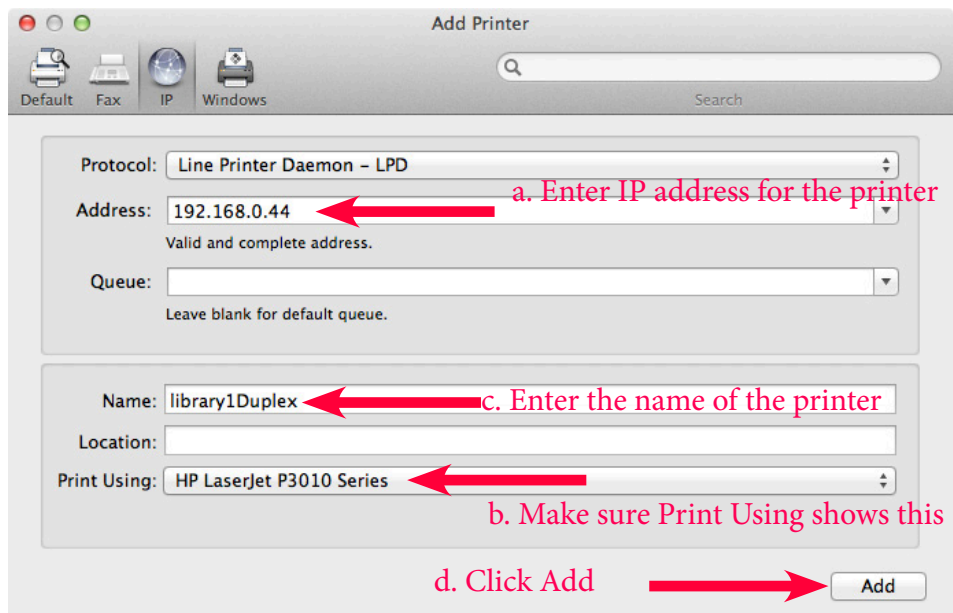 Add Printer
Default Fax IP Windows
Search
Protocol: Line Printer Daemon – LPD
a. Enter IP address for the printer
Address: 192.168.0.44
Valid and complete address.
Queue:
Leave blank for default queue.
Name: library1Duplex c. Enter the name of the printer
Location:
Print Using: HP LaserJet P3010 Series
b. Make sure Print Using shows this
d. Click Add Add